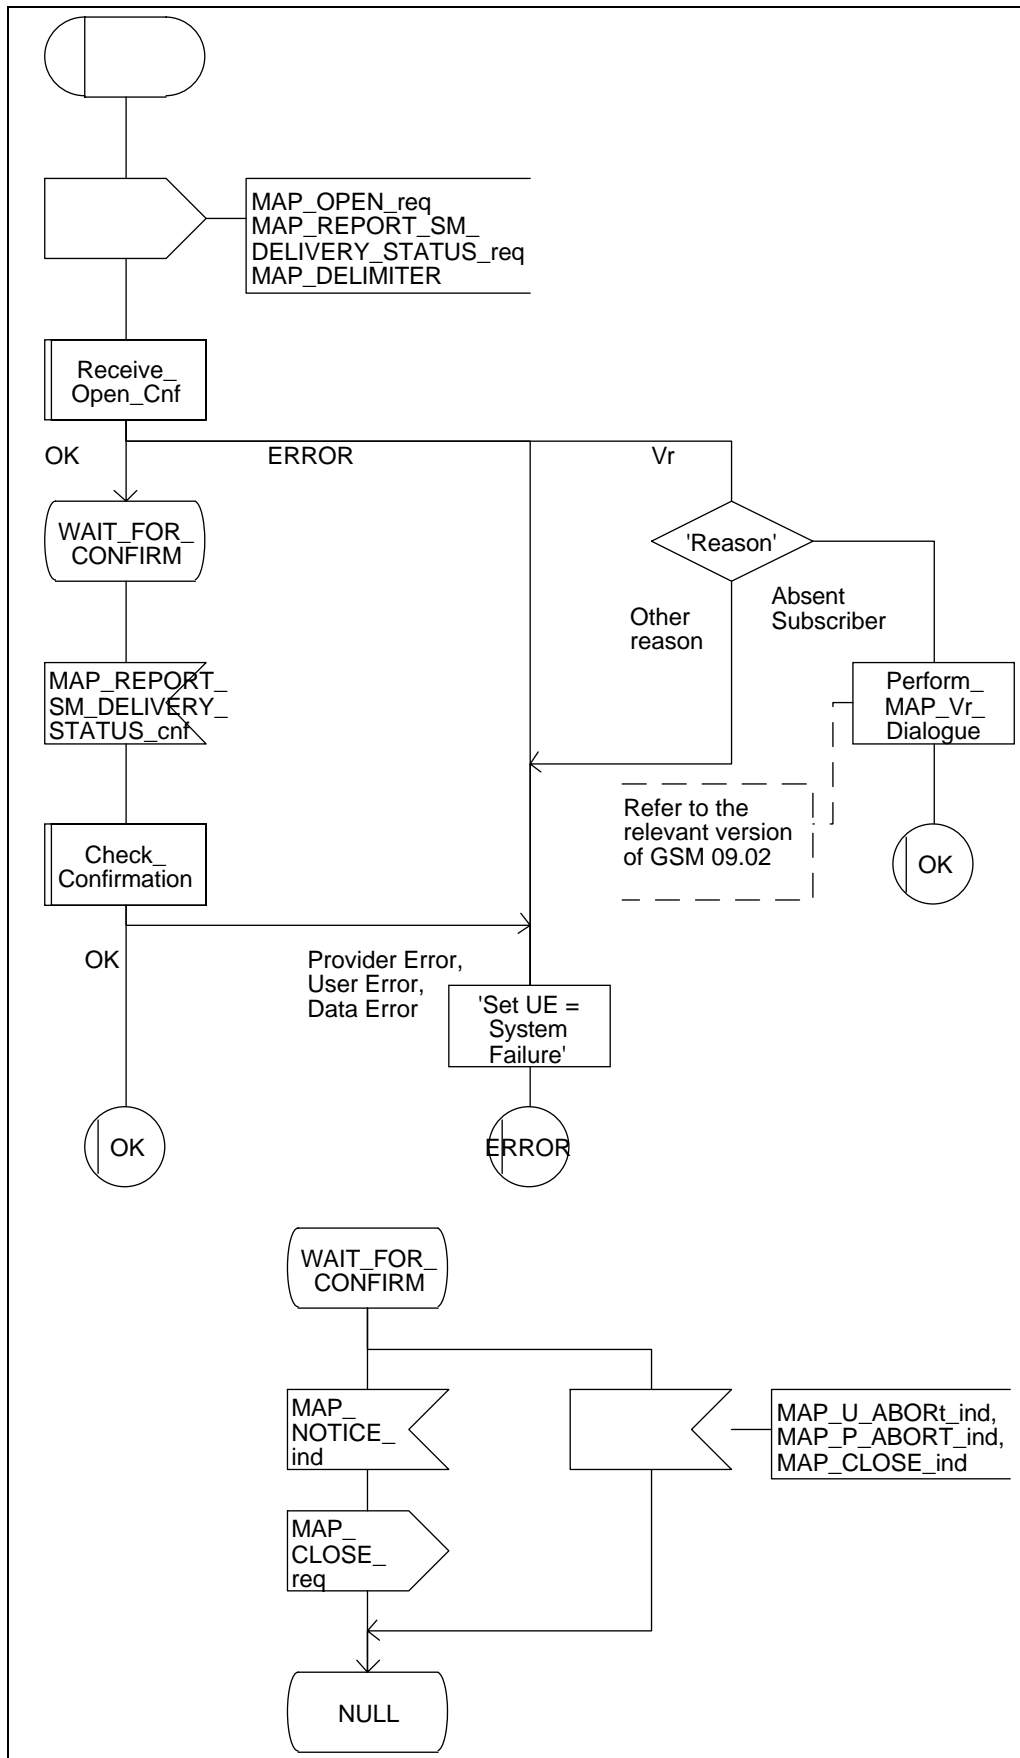 MAP_OPEN_req
MAP_REPORT_SM_
DELIVERY_STATUS_req
MAP_DELIMITER
Receive_
Open_Cnf
OK
ERROR
Vr
WAIT_FOR_
CONFIRM
'Reason'
Other
reason
Absent
Subscriber
MAP_REPORT_
SM_DELIVERY_
STATUS_cnf
Perform_
MAP_Vr_
Dialogue
Refer to the
relevant version
of GSM 09.02
OK
Check_
Confirmation
OK
Provider Error,
User Error,
Data Error
'Set UE =
System
Failure'
OK
ERROR
WAIT_FOR_
CONFIRM
MAP_
NOTICE_
ind
MAP_U_ABORt_ind,
MAP_P_ABORT_ind,
MAP_CLOSE_ind
MAP_
CLOSE_
req
NULL